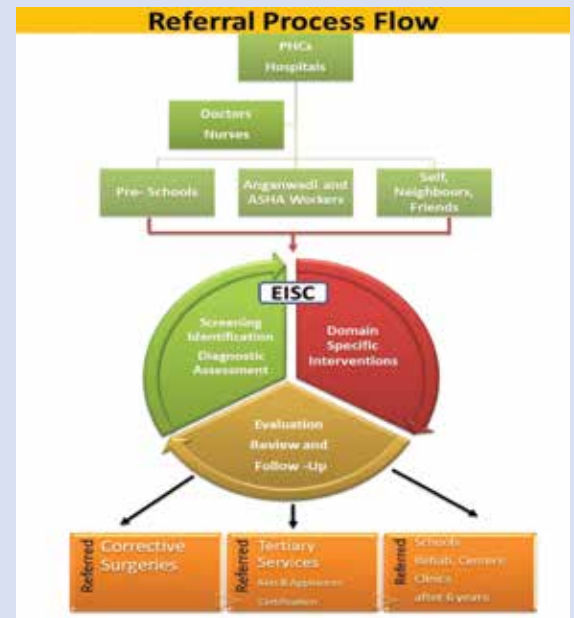 Referral Process Flow
PHCs
Hospitals
Doctors
Nurses
Pre- Schools
Anganwadi and
ASHA Workers
Self,
Neighbours,
Friends
EISC
Screening
Identification
Diagnostic
Assessment
Domain
Specific
Interventions
Evaluation
Review and
Follow -Up
Referred
Corrective
Surgeries
Referred
Tertiary
Services
Aids & Appliances
Certification
Referred
Schools
Rehab. Centers
Clinics
after 6 years